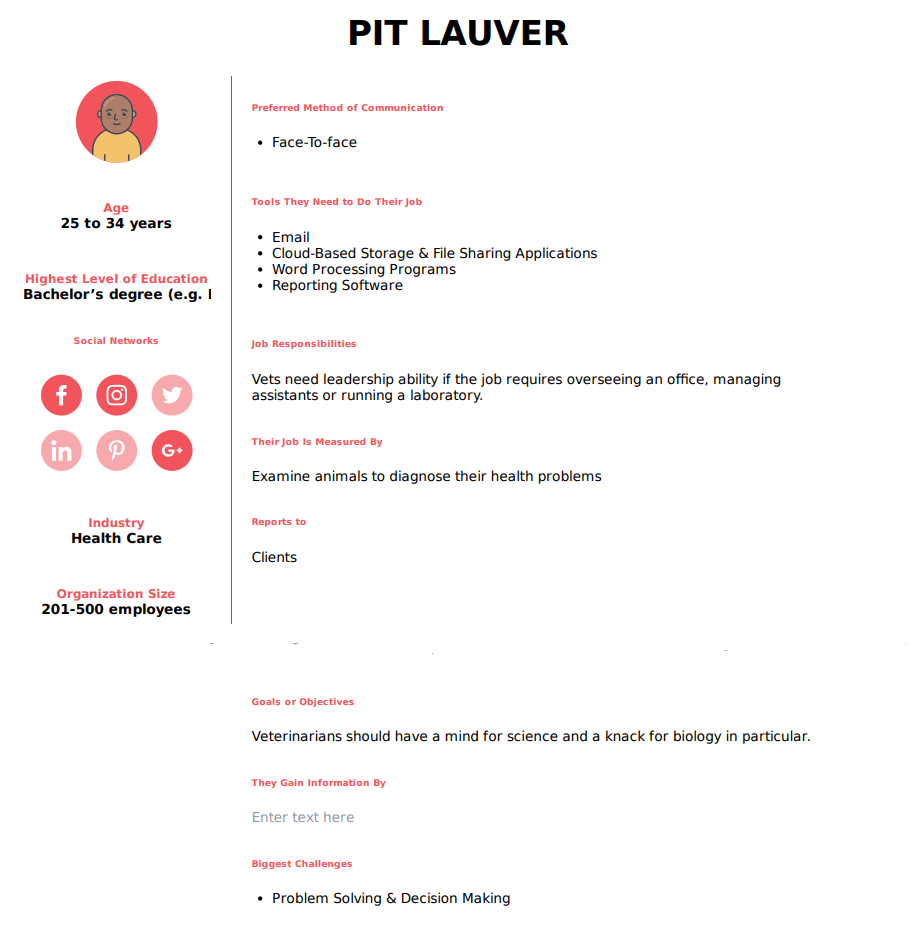 PIT LAUVER
Age
25 to 34 years
Highest Level of Education
Bachelor’s degree (e.g.
Social Networks
f
in
G+
Industry
Health Care
Organization Size
201-500 employees
Preferred Method of Communication
• Face-To-face
Tools They Need to Do Their Job
• Email
• Cloud-Based Storage & File Sharing Applications
• Word Processing Programs
• Reporting Software
Job Responsibilities
Vets need leadership ability if the job requires overseeing an office, managing
assistants or running a laboratory.
Their Job Is Measured By
Examine animals to diagnose their health problems
Reports to
Clients
Goals or Objectives
Veterinarians should have a mind for science and a knack for biology in particular.
They Gain Information By
Enter text here
Biggest Challenges
• Problem Solving & Decision Making